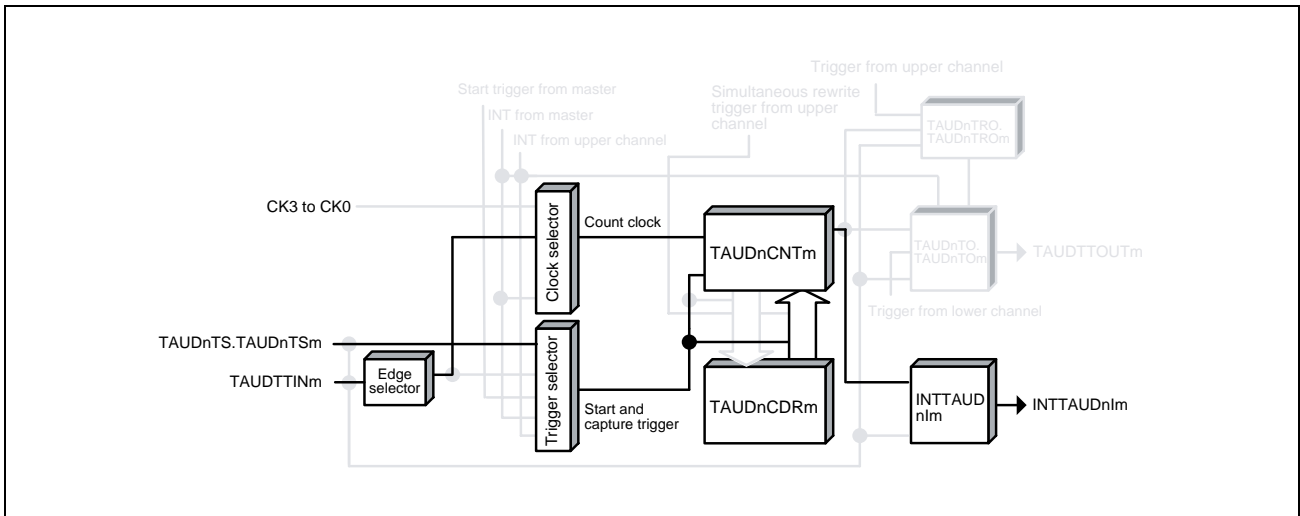 Trigger from upper channel
Start trigger from master
Simultaneous rewrite
trigger from upper
channel
INT from master
INT from upper channel
TAUDnTRO.
TAUDnTROm
CK3 to CK0
Clock selector
Count clock
TAUDnCNTm
TAUDnTO.
TAUDnTOm
TAUDTTOUTm
Trigger from lower channel
TAUDnTS.TAUDnTSm
TAUDTTINm
Edge
selector
Trigger selector
Start and
capture trigger
TAUDnCDRm
INTTAUD
nIm
INTTAUDnIm